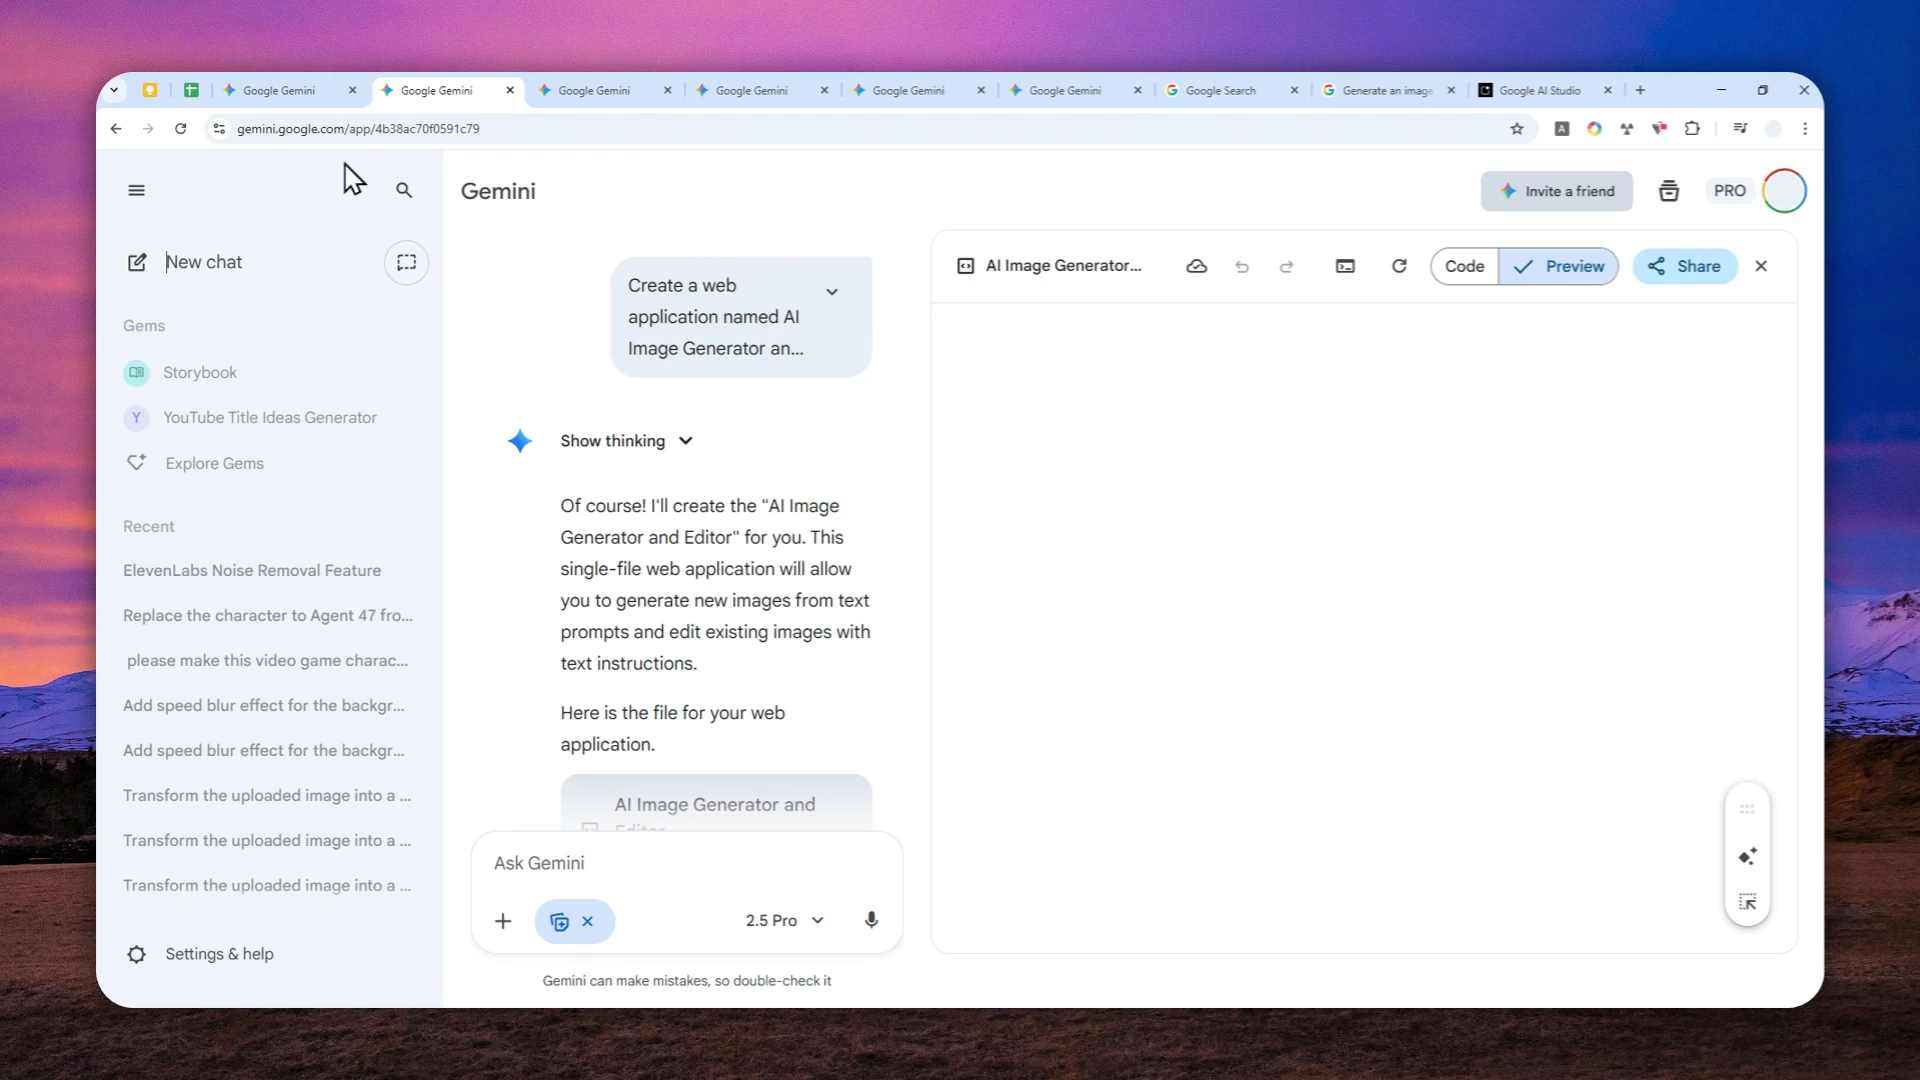 Google Gemini
Google Gemini
Google Gemini
Google Gemini
Google Gemini
Google Gemini
Google Search
Generate an image
Google AI Studio
gemini.google.com/app/4b38ac70f0591c79
A
Gemini
Invite a friend
PRO
New chat
Gems
Storybook
Y
YouTube Title Ideas Generator
Explore Gems
Recent
ElevenLabs Noise Removal Feature
Replace the character to Agent 47 fro...
please make this video game charac...
Add speed blur effect for the backgr...
Add speed blur effect for the backgr...
Transform the uploaded image into a ...
Transform the uploaded image into a ...
Transform the uploaded image into a ...
Settings & help
Create a web
application named AI
Image Generator an...
Show thinking
Of course! I'll create the "AI Image
Generator and Editor" for you. This
single-file web application will allow
you to generate new images from text
prompts and edit existing images with
text instructions.
Here is the file for your web
application.
AI Image Generator and
Editor
Ask Gemini
2.5 Pro
Gemini can make mistakes, so double-check it
AI Image Generator...
Code
Preview
Share